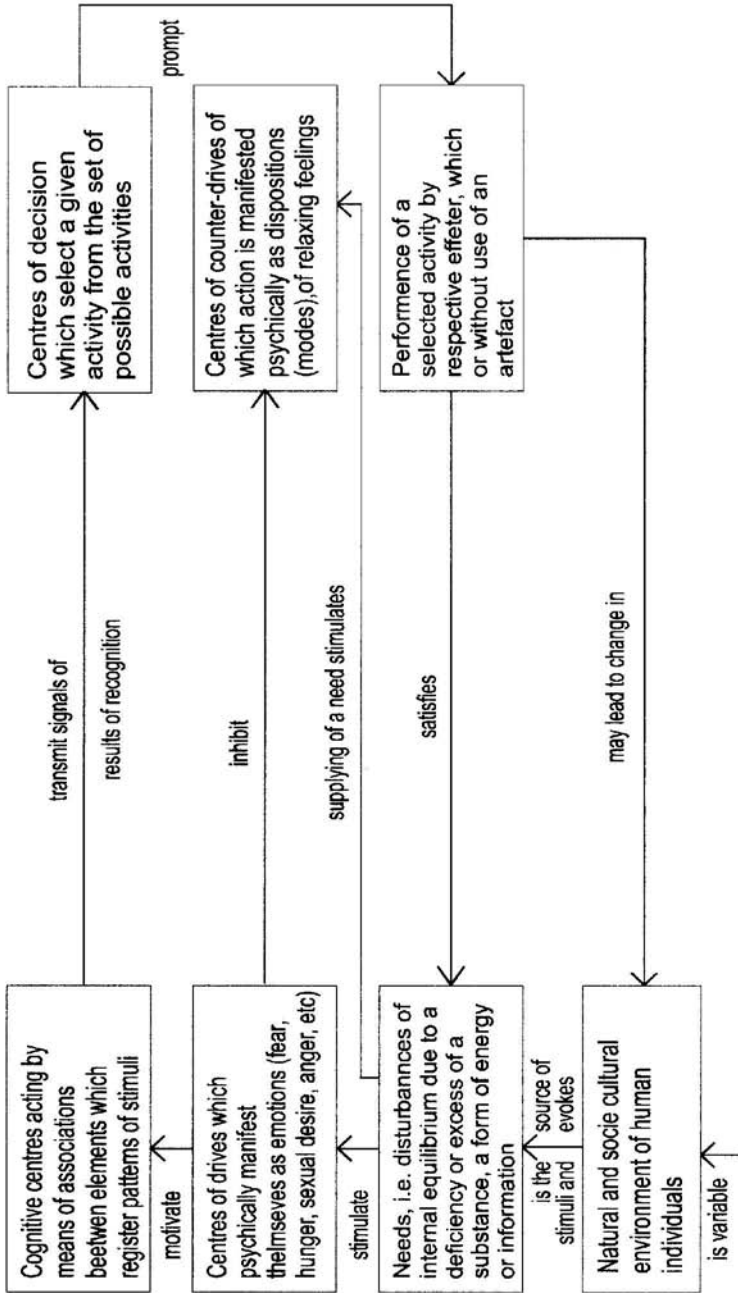 Cognitive centres acting by
means of associations
beetwen elements which
register patterns of stimuli
transmit signals of
results of recognition
Centres of decision
which select a given
activity from the set of
possible activities
motivate
prompt
Centres of drives which
psychically manifest
thelmseves as emotions (fear,
hunger, sexual desire, anger, etc)
inhibit
Centres of counter-drives of
which action is manifested
psychically as dispositions
(modes),of relaxing feelings
stimulate
supplying of a need stimulates
Needs, i.e. disturbannces of
internal equilibrium due to a
deficiency or excess of a
substance, a form of energy
or information
satisfies
Performence of a
selected activity by
respective effeter, which
or without use of an
artefact
is the
stimuli and
source of
evokes
may lead to change in
Natural and socie cultural
environment of human
individuals
is variable